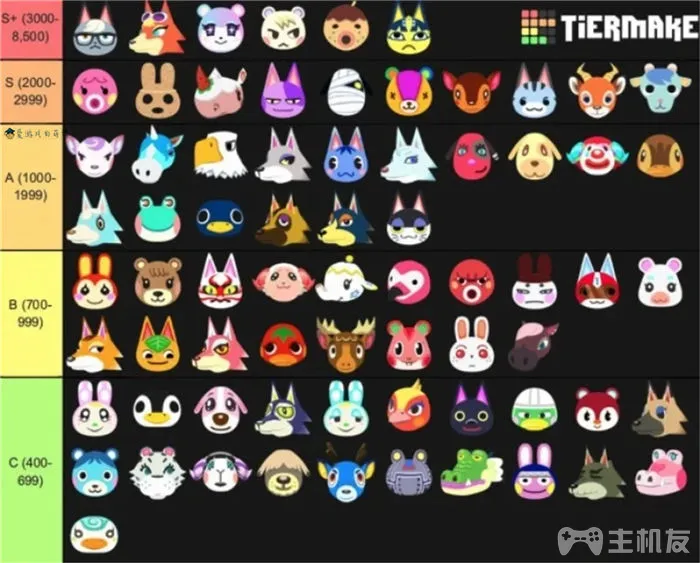 S+ (3000-
8,500)
TiERMAKE
S (2000-
2999)
A (1000-
1999)
B (700-
999)
C (400-
699)
主机友